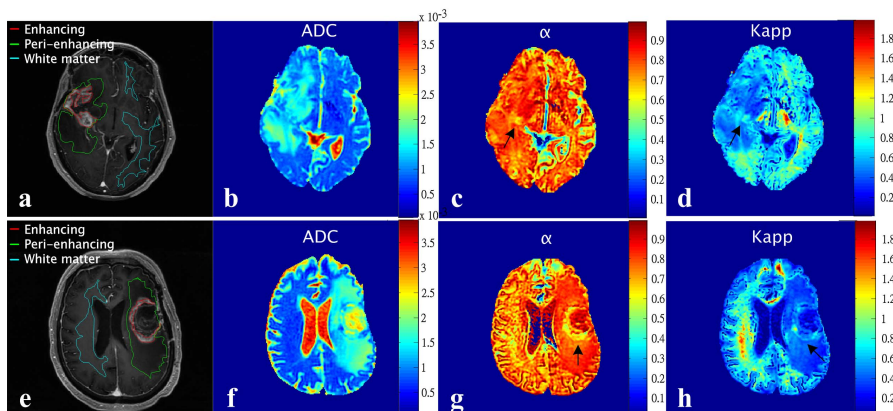 Enhancing
Peri-enhancing
White matter
a
ADC
x 10⁻³
4
3.5
3
2.5
2
1.5
1
0.5
b
α
0.9
0.8
0.7
0.6
0.5
0.4
0.3
0.2
0.1
c
Kapp
1.8
1.6
1.4
1.2
1
0.8
0.6
0.4
0.2
d
Enhancing
Peri-enhancing
White matter
e
ADC
x 10
3.5
3
2.5
2
1.5
1
0.5
f
α
0.9
0.8
0.7
0.6
0.5
0.4
0.3
0.2
0.1
g
Kapp
1.8
1.6
1.4
1.2
1
0.8
0.6
0.4
0.2
h